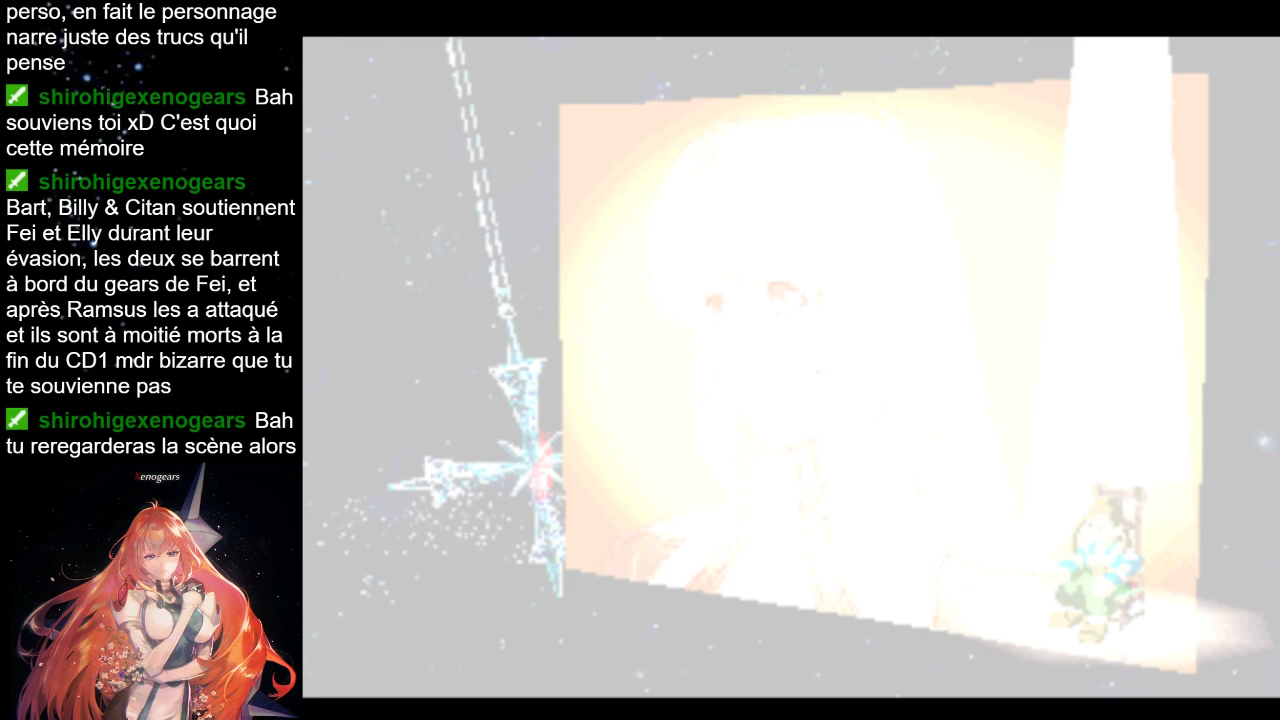 perso, en fait le personnage
narre juste des trucs qu'il
pense
shirohigexenogears Bah
souviens toi xD C'est quoi
cette mémoire
shirohigexenogears
Bart, Billy & Citan soutiennent
Fei et Elly durant leur
évasion, les deux se barrent
à bord du gears de Fei, et
après Ramsus les a attaqué
et ils sont à moitié morts à la
fin du CD1 mdr bizarre que tu
te souvienne pas
shirohigexenogears Bah
tu reregarderas la scène alors
Xenogears